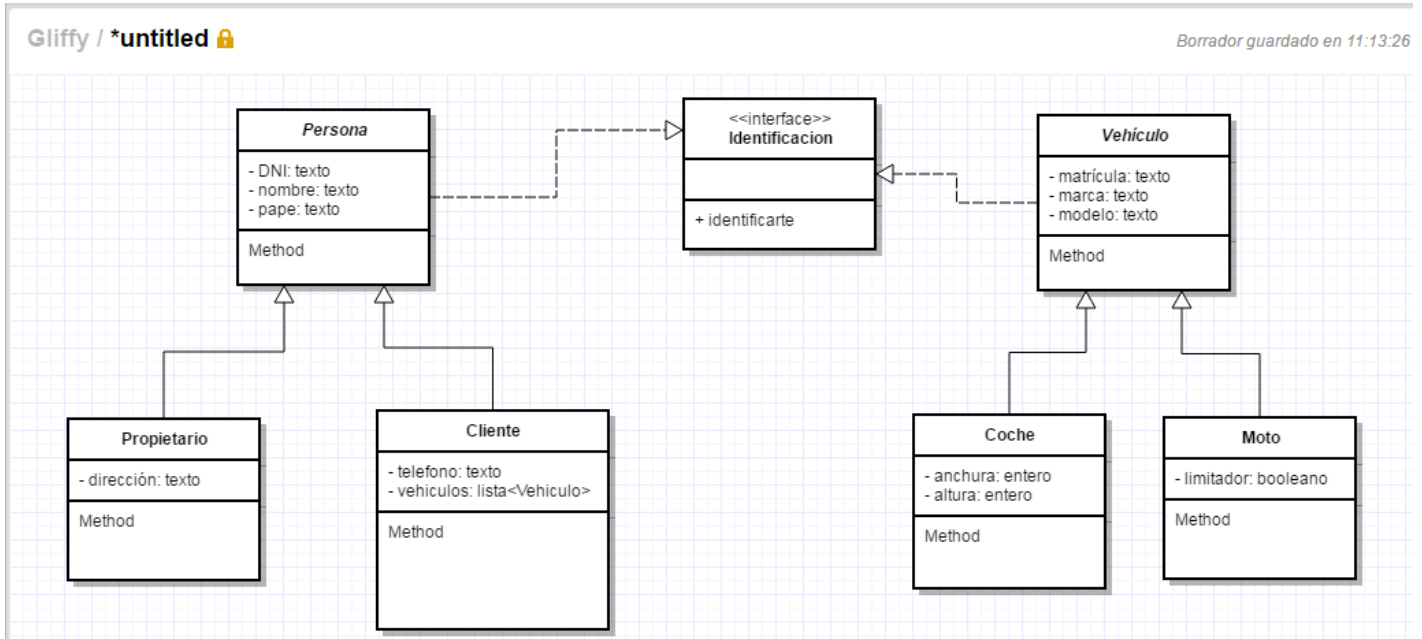 Gliffy / *untitled
Borrador guardado en 11:13:26
Persona
- DNI: texto
- nombre: texto
- pape: texto
Method
<<interface>>
Identificacion
+ identificarte
Vehículo
- matrícula: texto
- marca: texto
- modelo: texto
Method
Propietario
- dirección: texto
Method
Cliente
- telefono: texto
- vehiculos: lista<Vehiculo>
Method
Coche
- anchura: entero
- altura: entero
Method
Moto
- limitador: booleano
Method